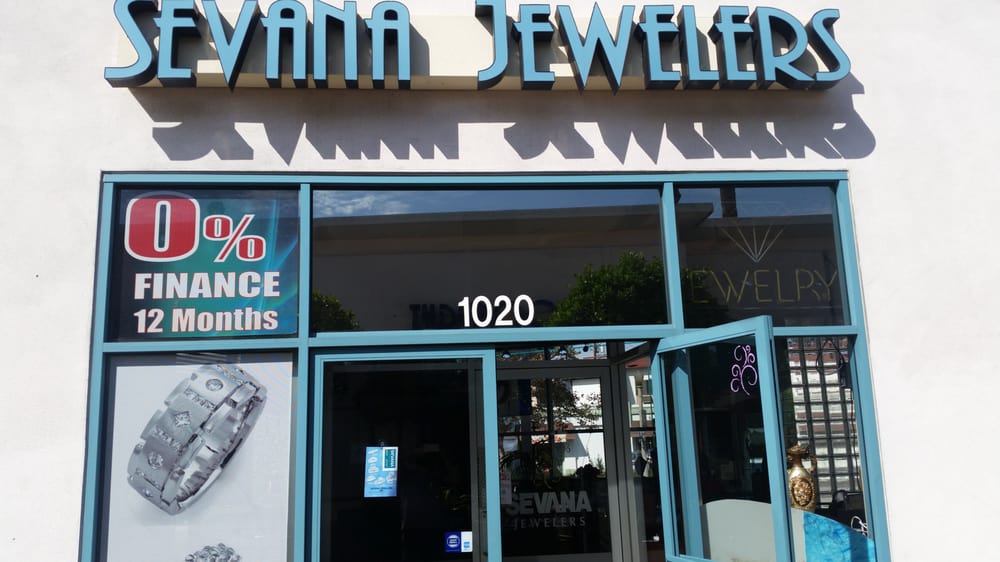 SEVANA JEWELERS
0%
FINANCE
12 Months
1020
JEWELRY
SEVANA
JEWELERS